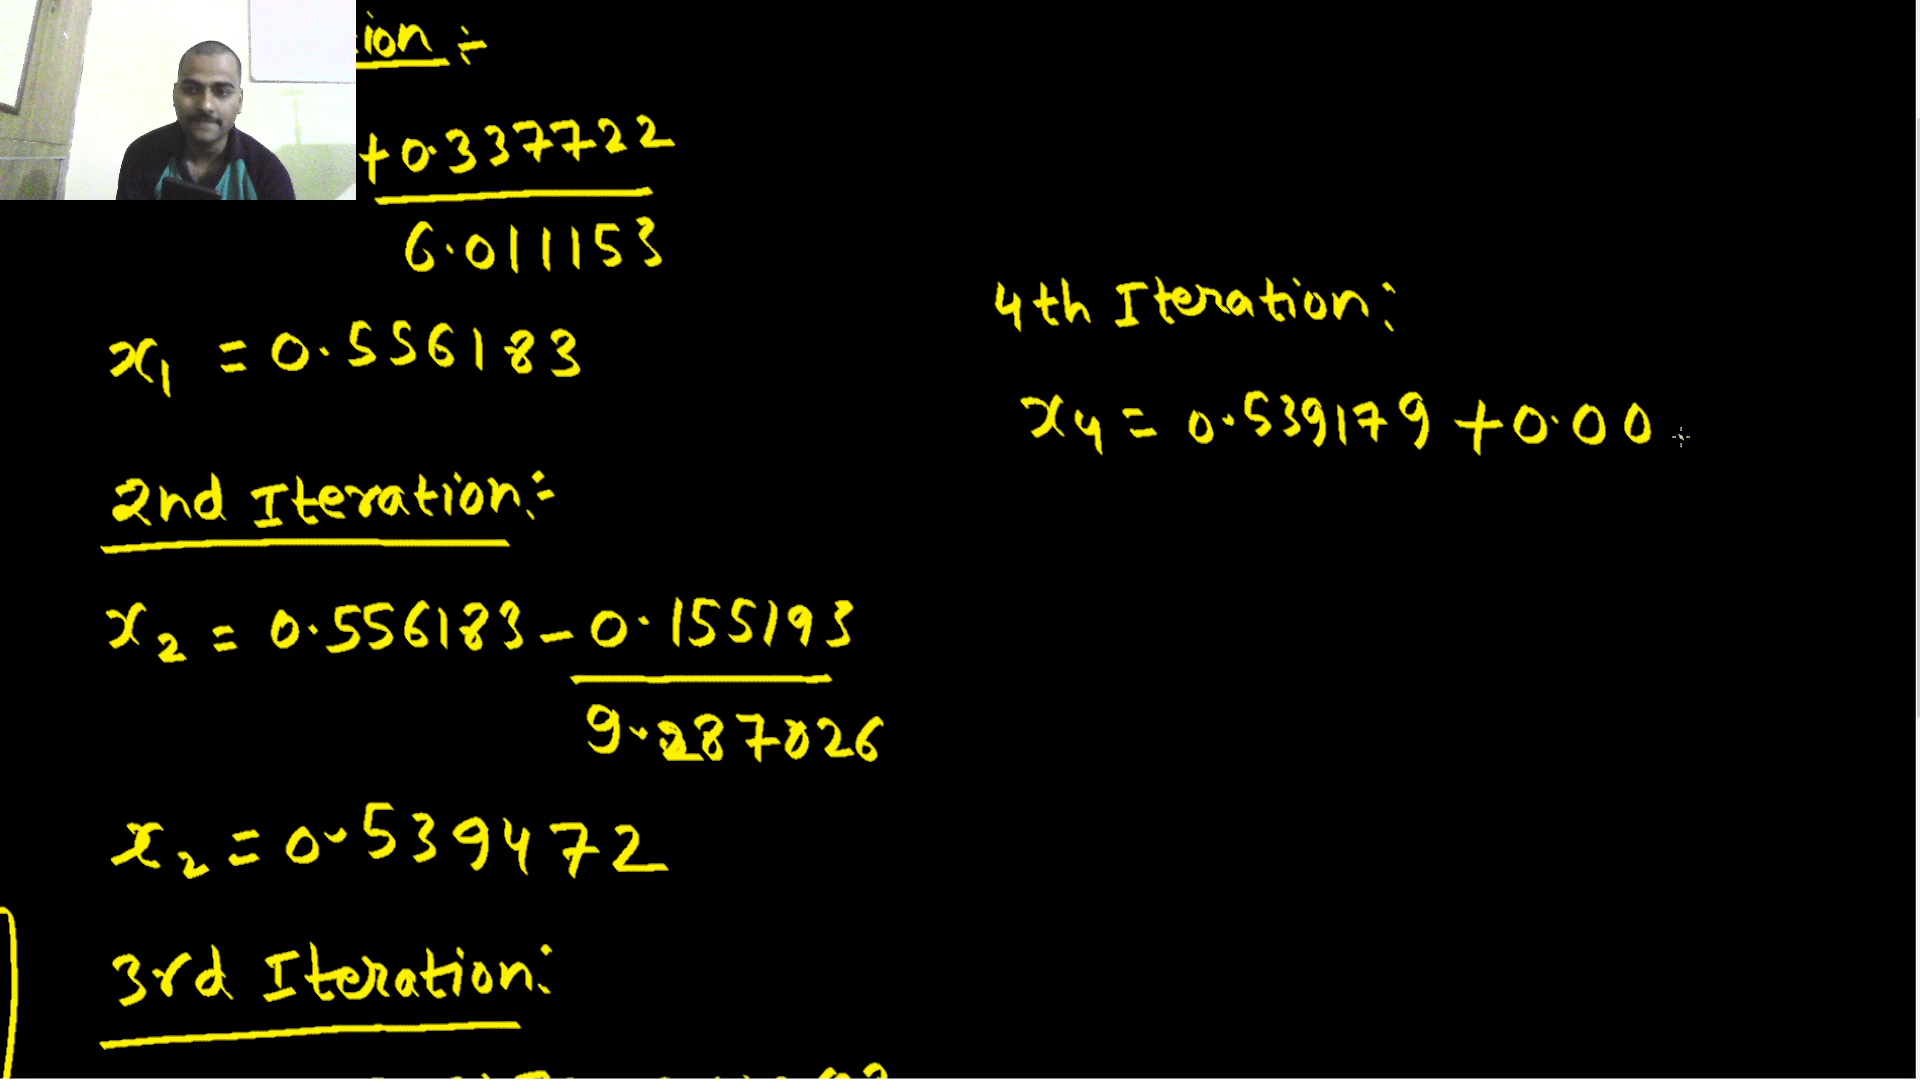 ion :-
+0.337722
6.011153
x1 = 0.556183
2nd Iteration:-
x2 = 0.556183 - 0.155193
9.287026
x2 = 0.539472
3rd Iteration:
4th Iteration:
x4 = 0.539179 + 0.00